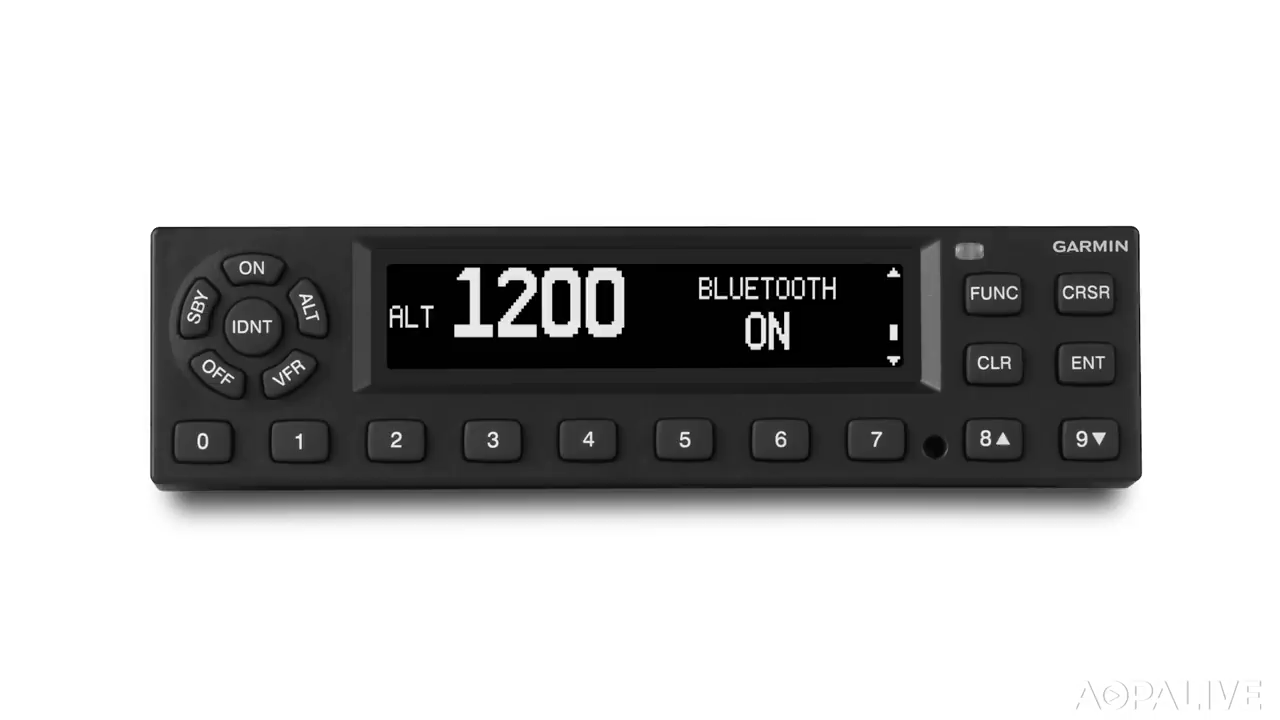 GARMIN
ON
SBY
ALT
IDNT
OFF
VFR
ALT 1200
BLUETOOTH
ON
FUNC
CRSR
CLR
ENT
0 1 2 3 4 5 6 7 8▲ 9▼
AOPALIVE